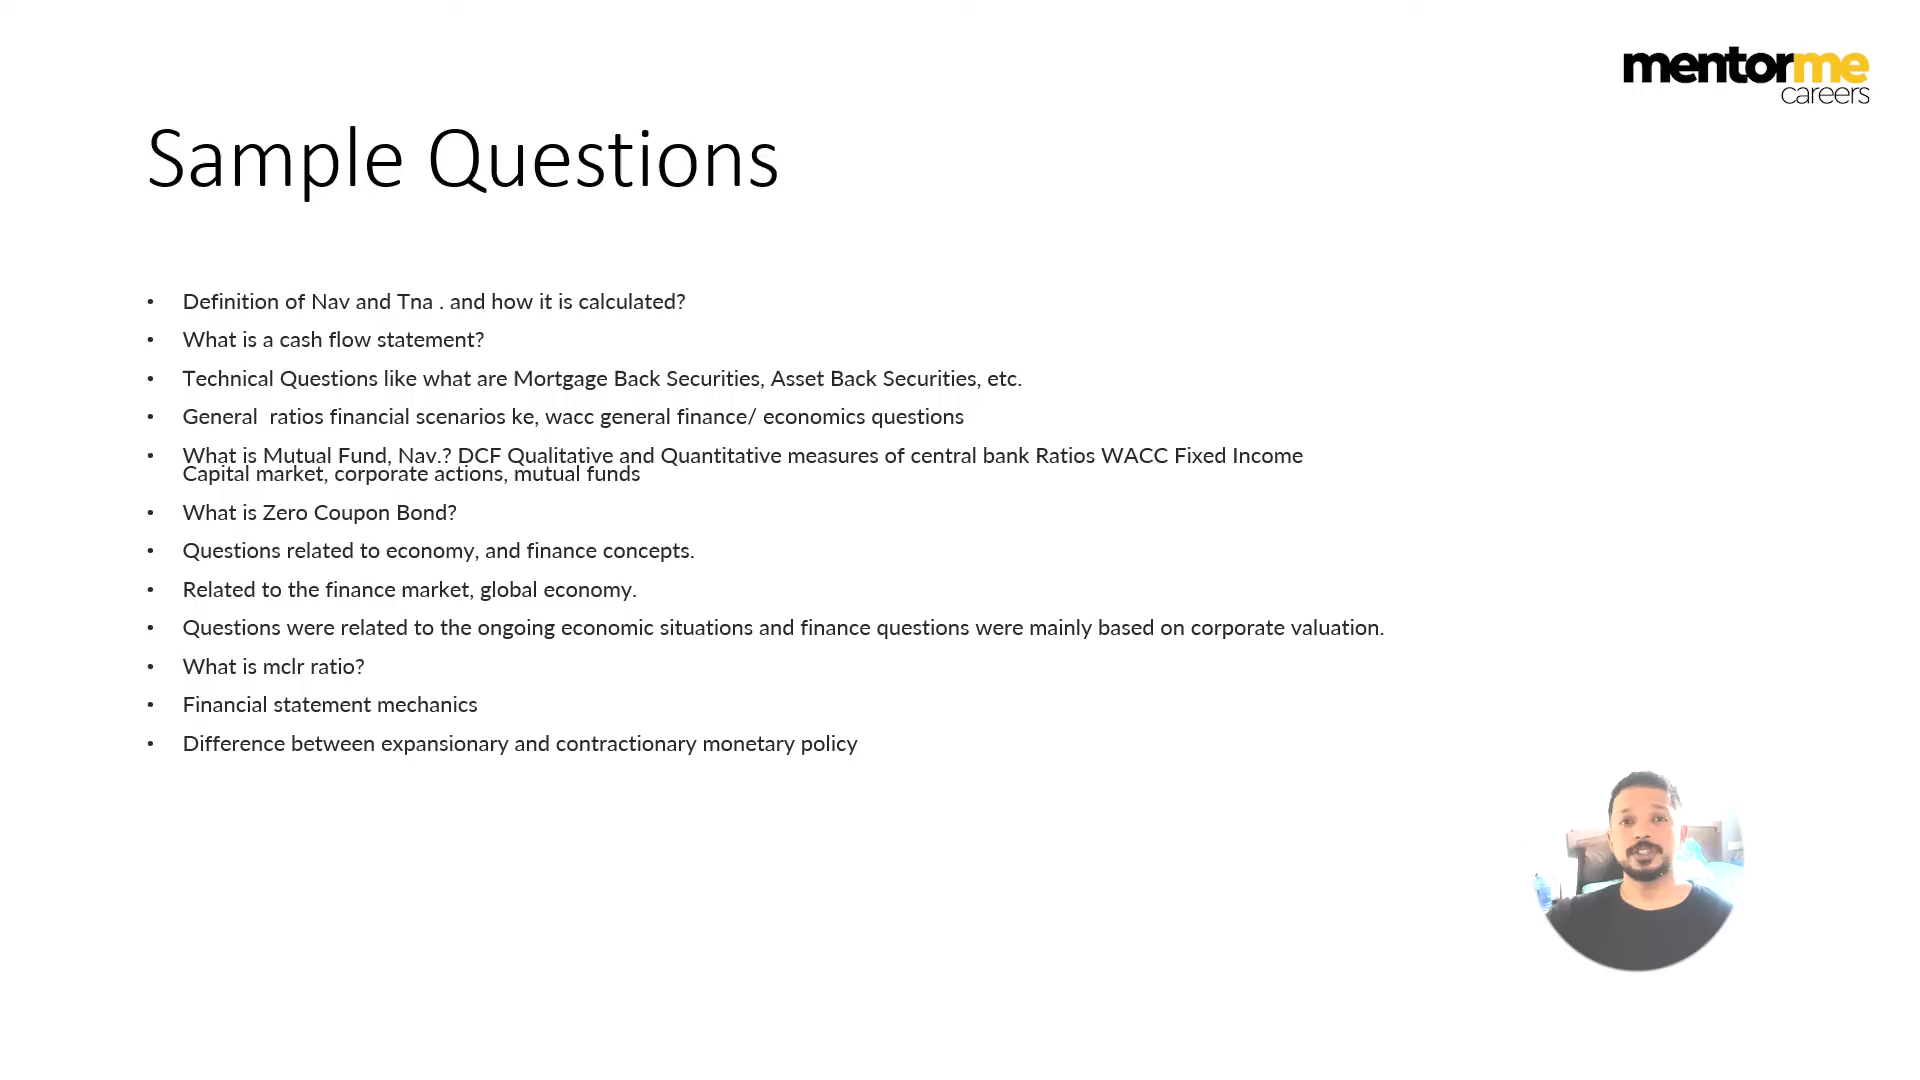 mentorme
careers
Sample Questions
• Definition of Nav and Tna . and how it is calculated?
• What is a cash flow statement?
• Technical Questions like what are Mortgage Back Securities, Asset Back Securities, etc.
• General  ratios financial scenarios ke, wacc general finance/ economics questions
• What is Mutual Fund, Nav.? DCF Qualitative and Quantitative measures of central bank Ratios WACC Fixed Income
Capital market, corporate actions, mutual funds
• What is Zero Coupon Bond?
• Questions related to economy, and finance concepts.
• Related to the finance market, global economy.
• Questions were related to the ongoing economic situations and finance questions were mainly based on corporate valuation.
• What is mclr ratio?
• Financial statement mechanics
• Difference between expansionary and contractionary monetary policy